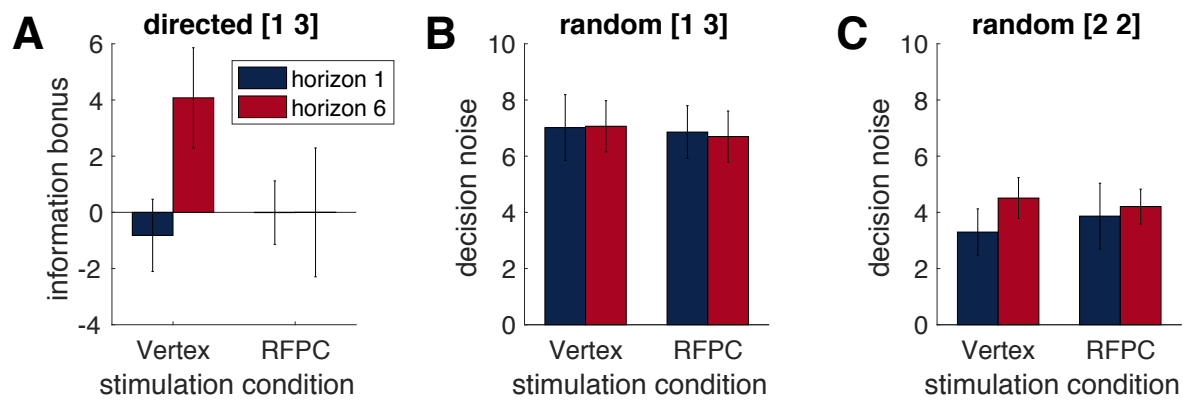 A
directed [1 3]
6
4
2
0
-2
-4
information bonus
horizon 1
horizon 6
Vertex
RFPC
stimulation condition
B
random [1 3]
10
8
6
4
2
0
decision noise
Vertex
RFPC
stimulation condition
C
random [2 2]
10
8
6
4
2
0
decision noise
Vertex
RFPC
stimulation condition